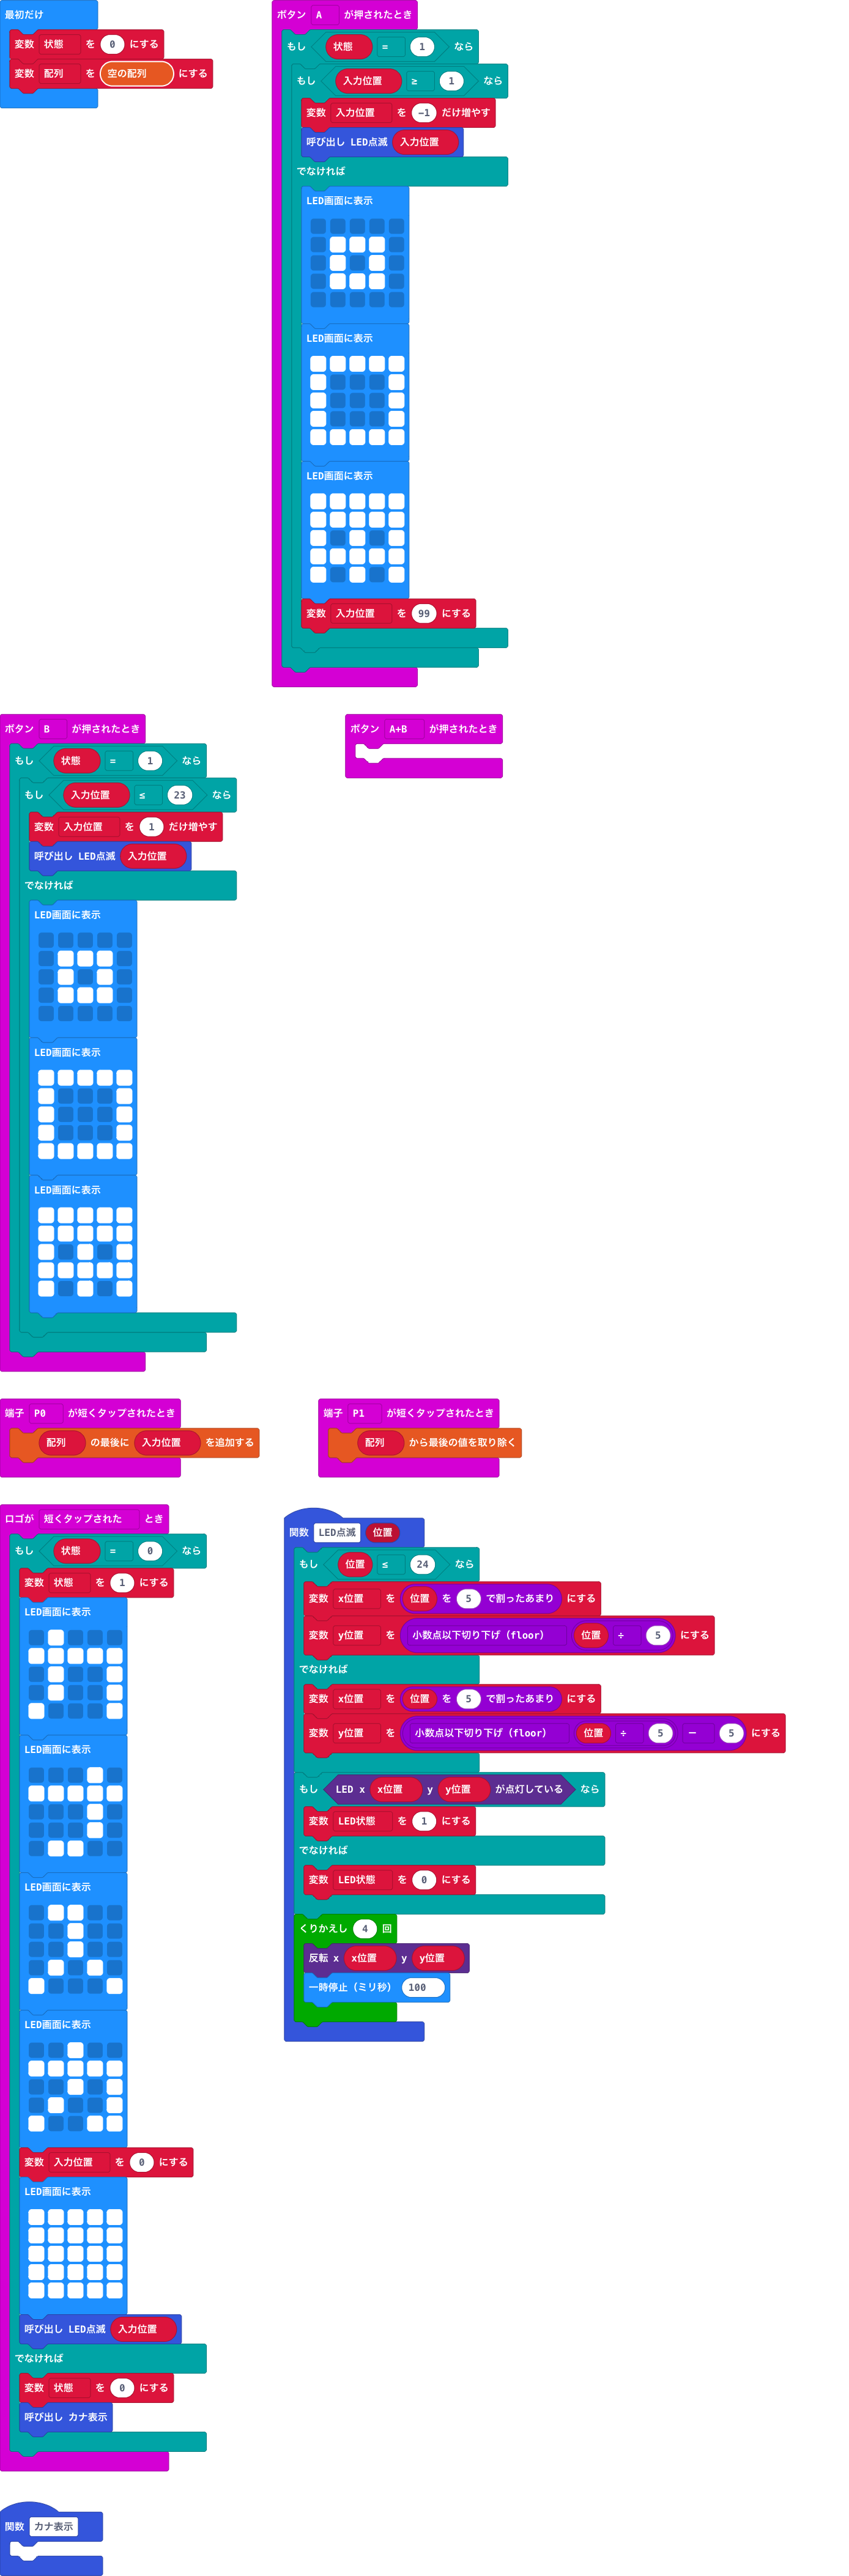 最初だけ
変数 状態 を 0 にする
変数 配列 を 空の配列 にする
ボタン A が押されたとき
もし 状態 = 1 なら
もし 入力位置 ≥ 1 なら
変数 入力位置 を -1 だけ増やす
呼び出し LED点滅 入力位置
でなければ
LED画面に表示
LED画面に表示
LED画面に表示
変数 入力位置 を 99 にする
ボタン B が押されたとき
もし 状態 = 1 なら
もし 入力位置 ≤ 23 なら
変数 入力位置 を 1 だけ増やす
呼び出し LED点滅 入力位置
でなければ
LED画面に表示
LED画面に表示
LED画面に表示
ボタン A+B が押されたとき
端子 P0 が短くタップされたとき
配列 の最後に 入力位置 を追加する
端子 P1 が短くタップされたとき
配列 から最後の値を取り除く
ロゴが 短くタップされた とき
もし 状態 = 0 なら
変数 状態 を 1 にする
LED画面に表示
LED画面に表示
LED画面に表示
LED画面に表示
変数 入力位置 を 0 にする
LED画面に表示
呼び出し LED点滅 入力位置
でなければ
変数 状態 を 0 にする
呼び出し カナ表示
関数 LED点滅 位置
もし 位置 ≤ 24 なら
変数 x位置 を 位置 を 5 で割ったあまり にする
変数 y位置 を 小数点以下切り下げ（floor） 位置 ÷ 5 にする
でなければ
変数 x位置 を 位置 を 5 で割ったあまり にする
変数 y位置 を 小数点以下切り下げ（floor） 位置 ÷ 5 - 5 にする
もし LED x x位置 y y位置 が点灯している なら
変数 LED状態 を 1 にする
でなければ
変数 LED状態 を 0 にする
くりかえし 4 回
反転 x x位置 y y位置
一時停止（ミリ秒） 100
関数 カナ表示